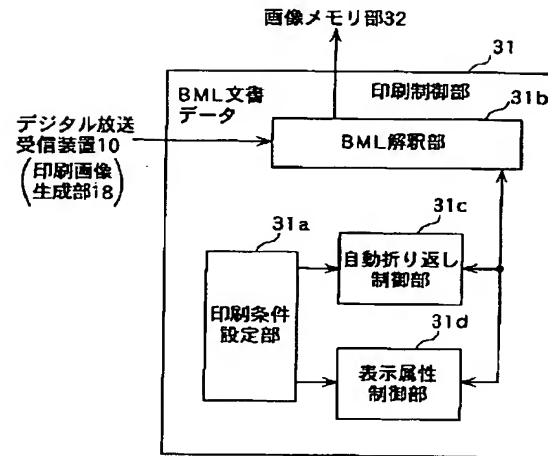 画像メモリ部32
31
BML文書
データ
印刷制御部
31b
デジタル放送
受信装置10
(印刷画像
生成部18)
BML解釈部
31a
31c
自動折り返し
制御部
印刷条件
設定部
31d
表示属性
制御部